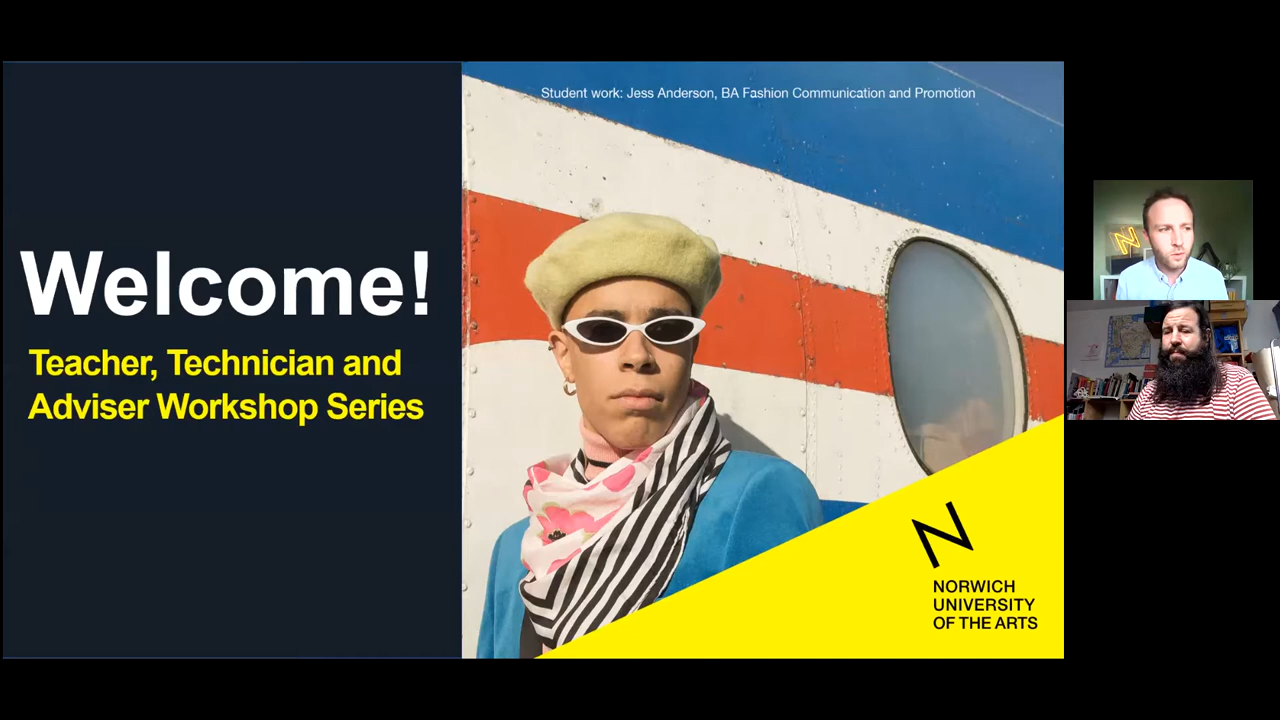 Student work: Jess Anderson, BA Fashion Communication and Promotion
Welcome!
Teacher, Technician and
Adviser Workshop Series
NORWICH
UNIVERSITY
OF THE ARTS